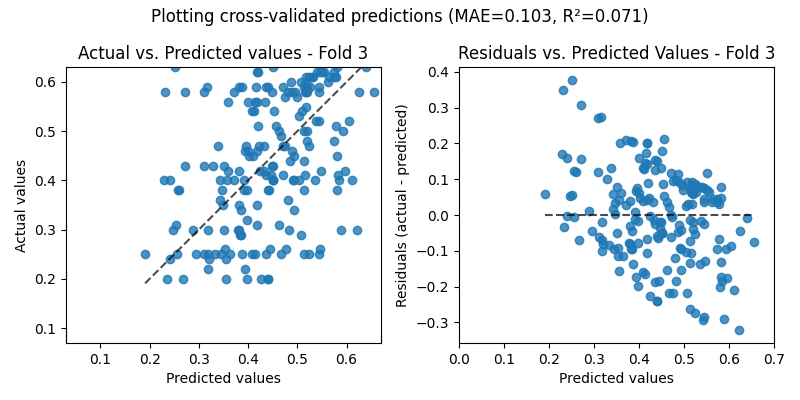 Plotting cross-validated predictions (MAE=0.103, R²=0.071)
Actual vs. Predicted values - Fold 3
Residuals vs. Predicted Values - Fold 3
Actual values
0.6
0.5
0.4
0.3
0.2
0.1
0.1 0.2 0.3 0.4 0.5 0.6
Predicted values
Residuals (actual - predicted)
0.4
0.3
0.2
0.1
0.0
−0.1
−0.2
−0.3
0.0 0.1 0.2 0.3 0.4 0.5 0.6 0.7
Predicted values